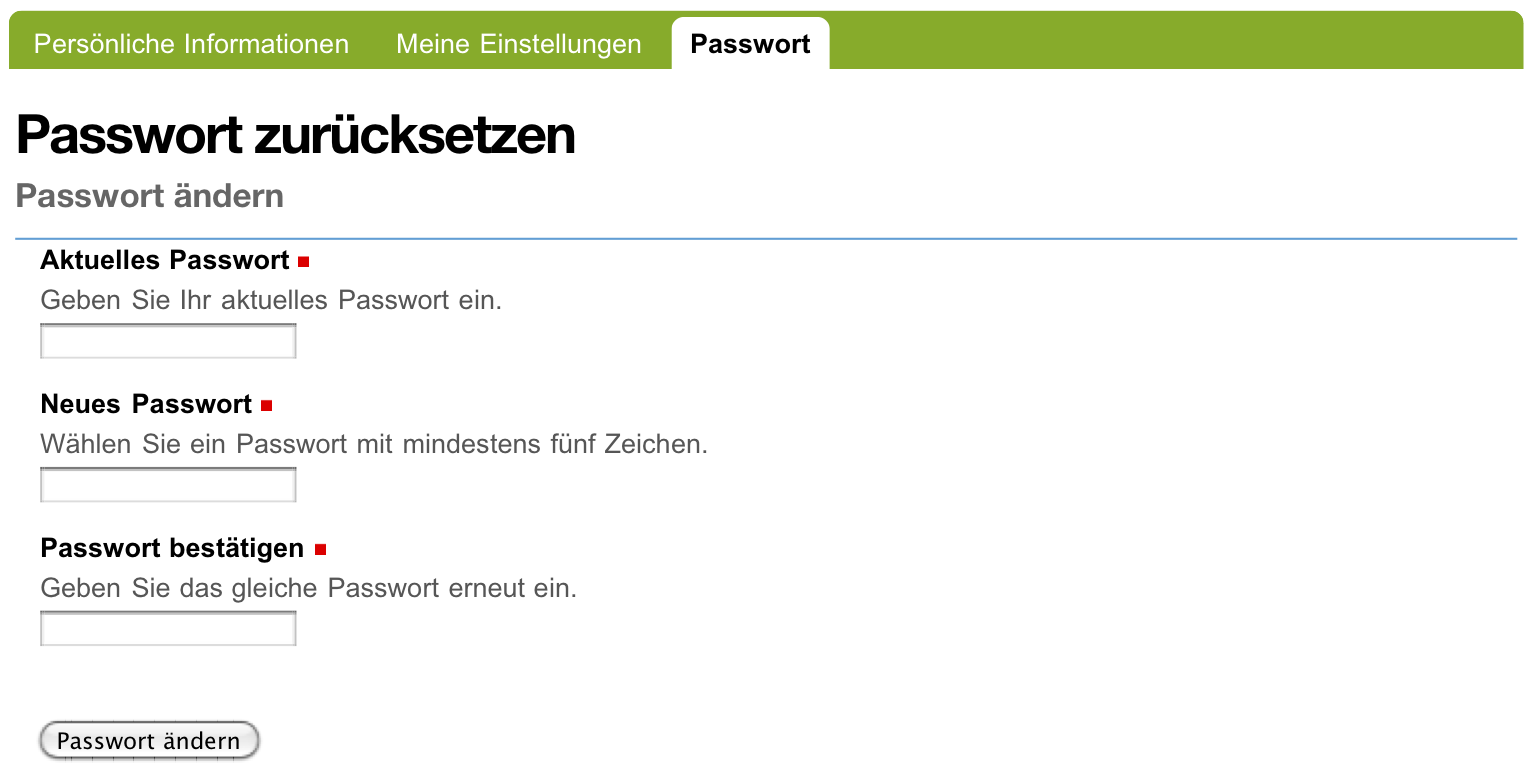 Persönliche Informationen Meine Einstellungen Passwort
Passwort zurücksetzen
Passwort ändern
Aktuelles Passwort
Geben Sie Ihr aktuelles Passwort ein.
Neues Passwort
Wählen Sie ein Passwort mit mindestens fünf Zeichen.
Passwort bestätigen
Geben Sie das gleiche Passwort erneut ein.
Passwort ändern